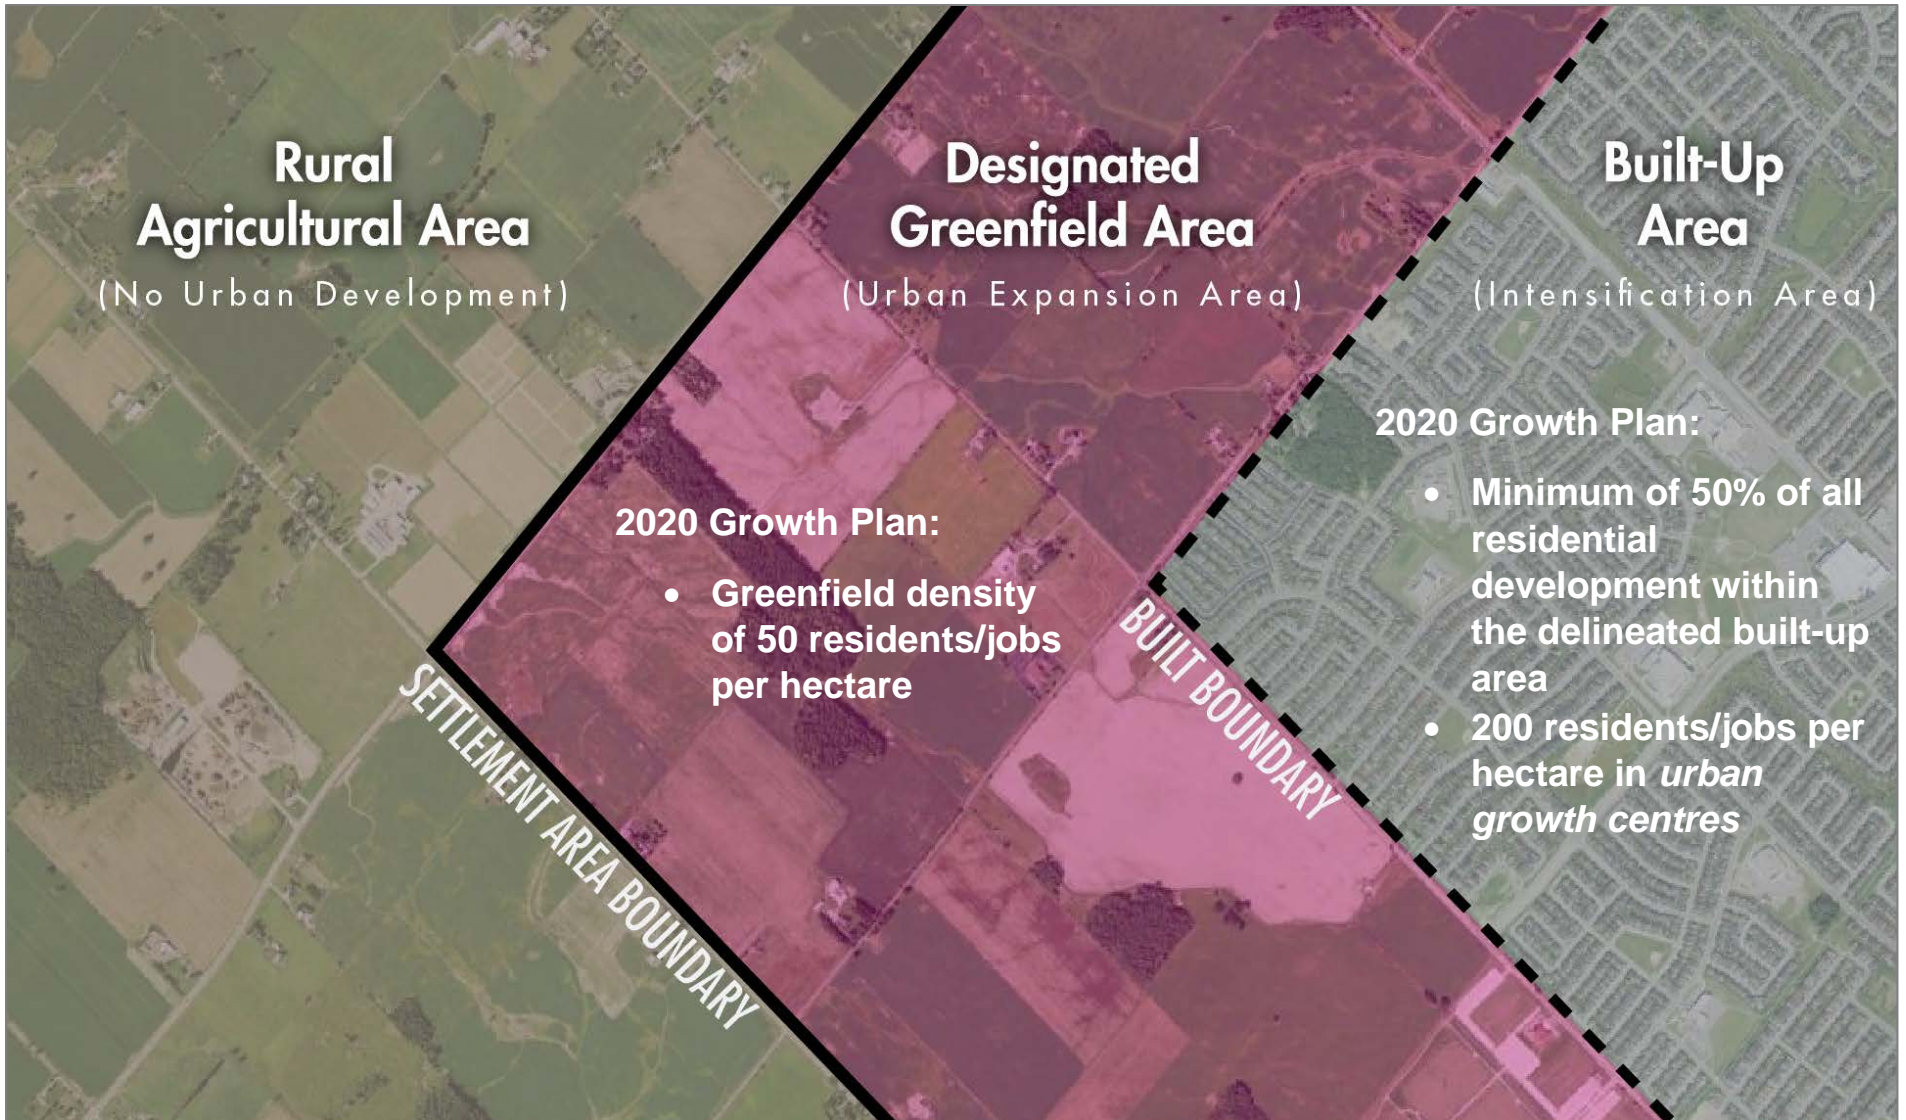 Rural
Agricultural Area
(No Urban Development)
Designated
Greenfield Area
(Urban Expansion Area)
Built-Up
Area
(Intensification Area)
2020 Growth Plan:
• Greenfield density
of 50 residents/jobs
per hectare
2020 Growth Plan:
• Minimum of 50% of all
residential
development within
the delineated built-up
area
• 200 residents/jobs per
hectare in urban
growth centres
BUILT BOUNDARY
SETTLEMENT AREA BOUNDARY